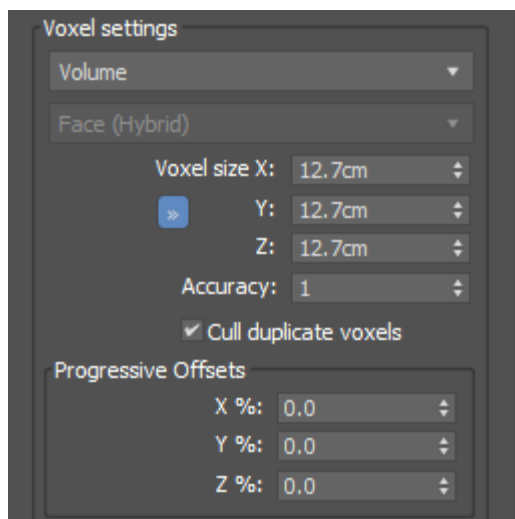 Voxel settings
Volume
Face (Hybrid)
Voxel size X: 12.7cm
» Y: 12.7cm
Z: 12.7cm
Accuracy: 1
Cull duplicate voxels
Progressive Offsets
X %: 0.0
Y %: 0.0
Z %: 0.0